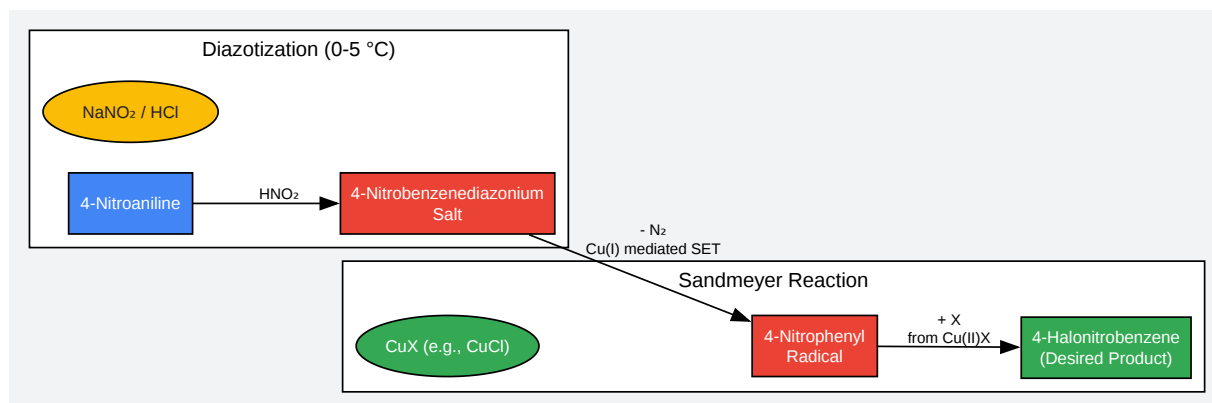 Diazotization (0-5 °C)
NaNO₂ / HCl
4-Nitroaniline
HNO₂
4-Nitrobenzenediazonium
Salt
- N₂
Cu(I) mediated SET
Sandmeyer Reaction
CuX (e.g., CuCl)
4-Nitrophenyl
Radical
+ X
from Cu(II)X
4-Halonitrobenzene
(Desired Product)